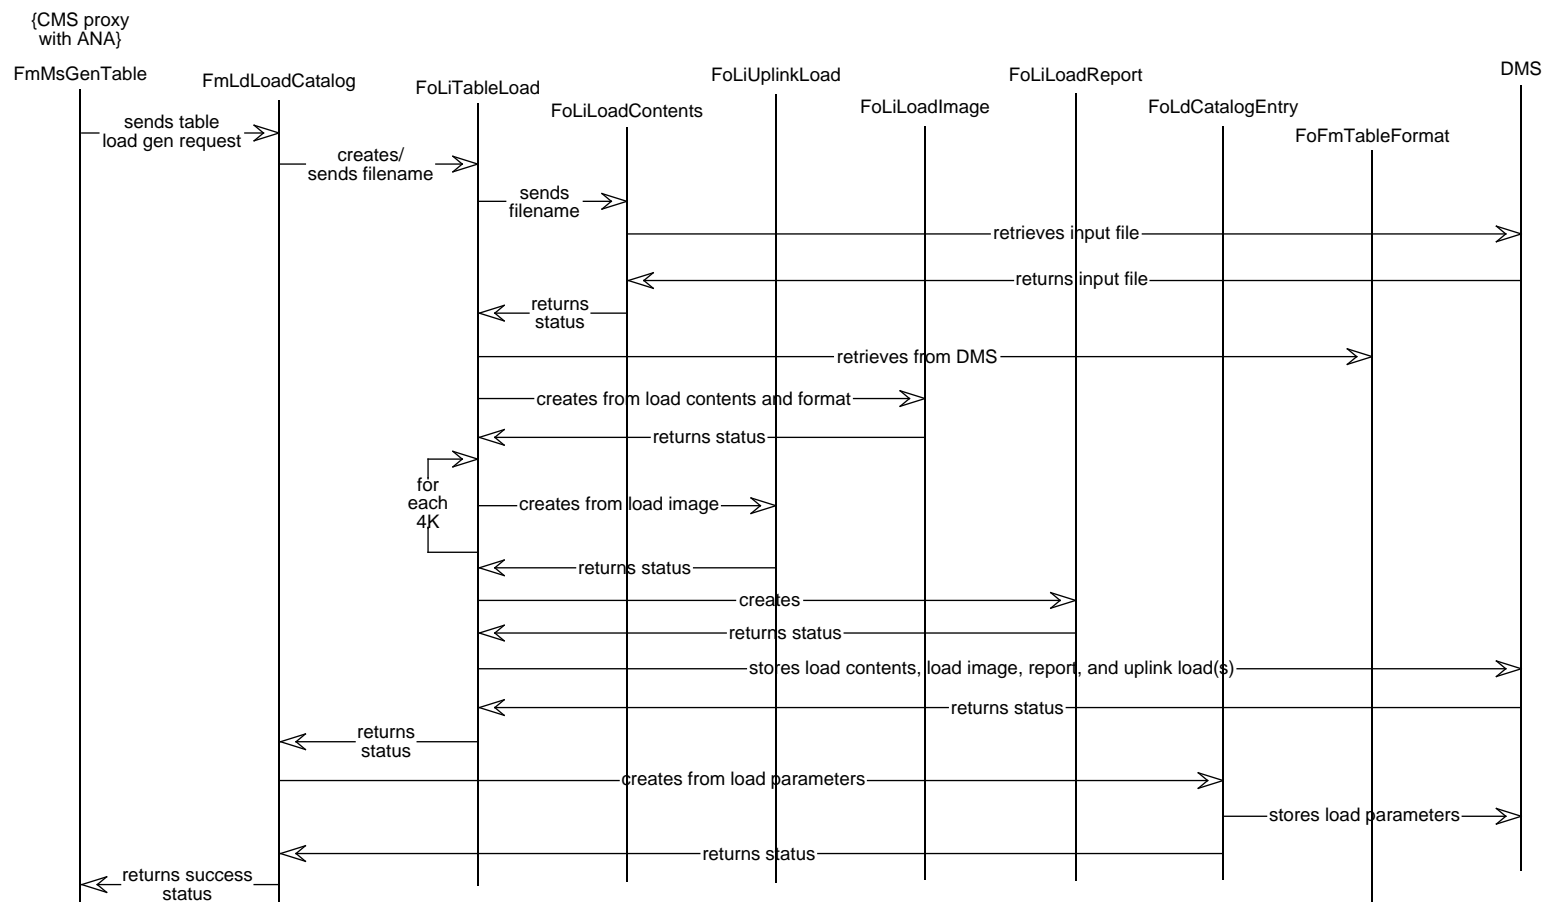 {CMS proxy
with ANA}
FmMsGenTable
FmLdLoadCatalog
FoLiTableLoad
FoLiLoadContents
FoLiUplinkLoad
FoLiLoadImage
FoLiLoadReport
FoLdCatalogEntry
FoFmTableFormat
DMS
sends table
load gen request
creates/
sends filename
sends
filename
retrieves input file
returns input file
returns
status
retrieves from DMS
creates from load contents and format
returns status
for
each
4K
creates from load image
returns status
creates
returns status
stores load contents, load image, report, and uplink load(s)
returns status
returns
status
creates from load parameters
stores load parameters
returns status
returns success
status